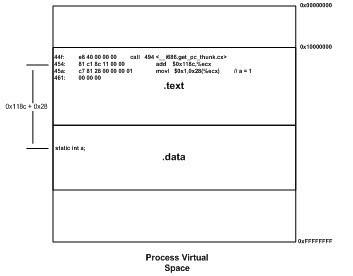 0x00000000
0x10000000
44f: e8 40 00 00 00 call 494 <__i686.get_pc_thunk.cx>
454: 81 c1 8c 11 00 00 add $0x118c,%ecx
45a: c7 81 28 00 00 00 01 movl $0x1,0x28(%ecx) // a = 1
461: 00 00 00
.text
0x118c + 0x28
static int a;
.data
0xFFFFFFFF
Process Virtual
Space